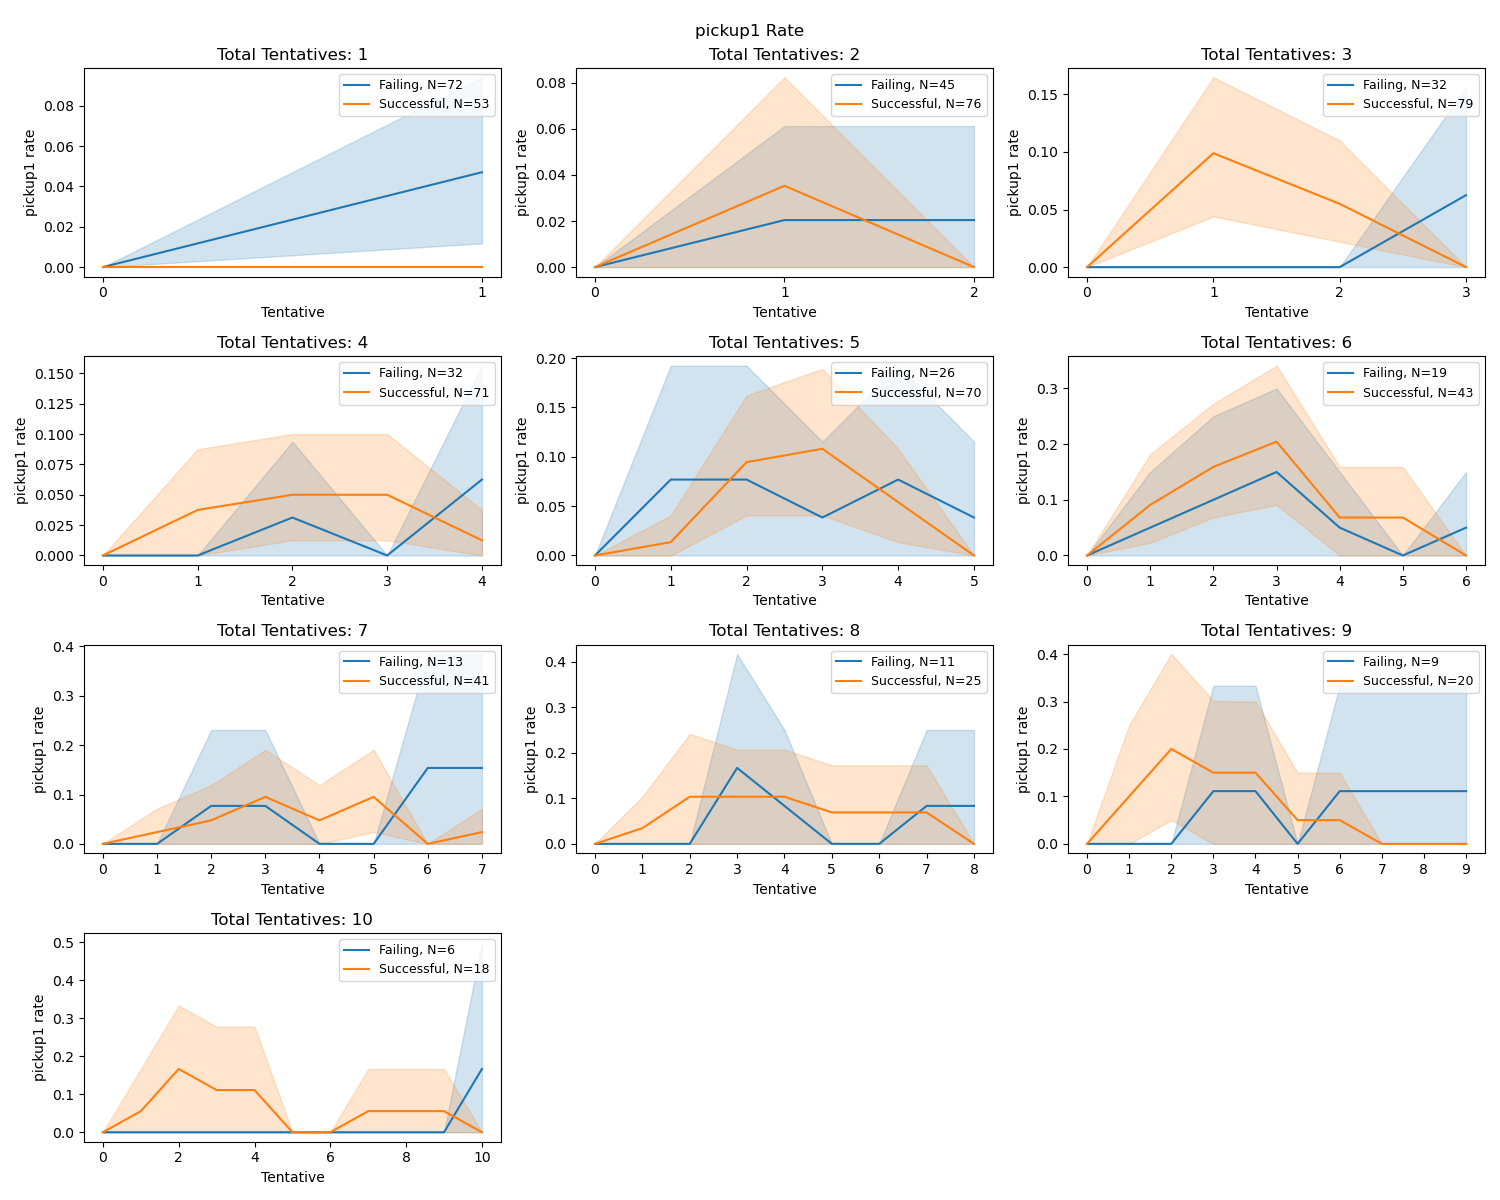 pickup1 Rate
Total Tentatives: 1
Failing, N=72
Successful, N=53
pickup1 rate
0.08
0.06
0.04
0.02
0.00
0 1
Tentative
Total Tentatives: 2
Failing, N=45
Successful, N=76
pickup1 rate
0.08
0.06
0.04
0.02
0.00
0 1 2
Tentative
Total Tentatives: 3
Failing, N=32
Successful, N=79
pickup1 rate
0.15
0.10
0.05
0.00
0 1 2 3
Tentative
Total Tentatives: 4
Failing, N=32
Successful, N=71
pickup1 rate
0.150
0.125
0.100
0.075
0.050
0.025
0.000
0 1 2 3 4
Tentative
Total Tentatives: 5
Failing, N=26
Successful, N=70
pickup1 rate
0.20
0.15
0.10
0.05
0.00
0 1 2 3 4 5
Tentative
Total Tentatives: 6
Failing, N=19
Successful, N=43
pickup1 rate
0.3
0.2
0.1
0.0
0 1 2 3 4 5 6
Tentative
Total Tentatives: 7
Failing, N=13
Successful, N=41
pickup1 rate
0.4
0.3
0.2
0.1
0.0
0 1 2 3 4 5 6 7
Tentative
Total Tentatives: 8
Failing, N=11
Successful, N=25
pickup1 rate
0.4
0.3
0.2
0.1
0.0
0 1 2 3 4 5 6 7 8
Tentative
Total Tentatives: 9
Failing, N=9
Successful, N=20
pickup1 rate
0.4
0.3
0.2
0.1
0.0
0 1 2 3 4 5 6 7 8 9
Tentative
Total Tentatives: 10
Failing, N=6
Successful, N=18
pickup1 rate
0.5
0.4
0.3
0.2
0.1
0.0
0 2 4 6 8 10
Tentative